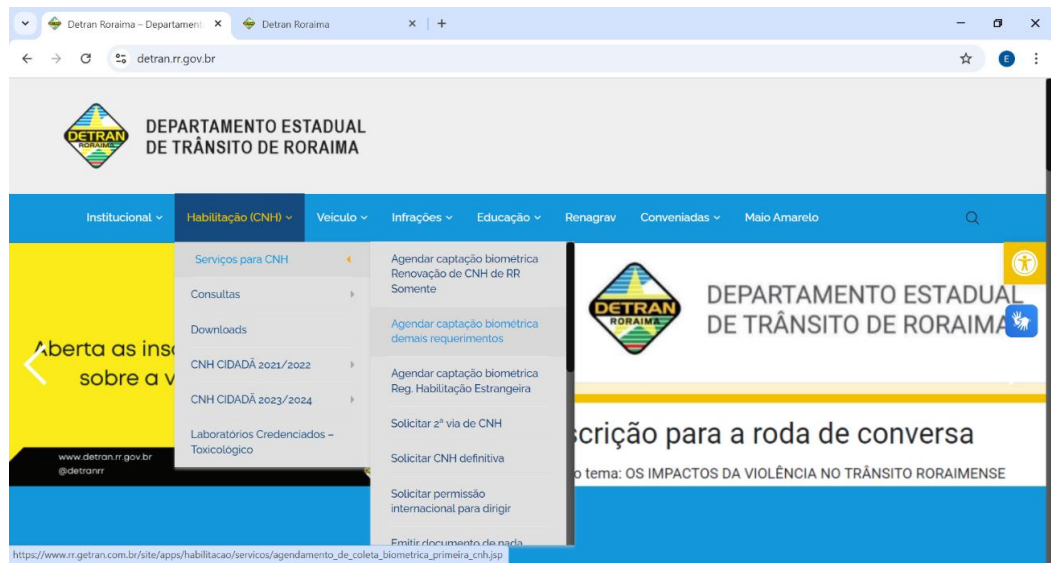 Detran Roraima – Departament
Detran Roraima
detran.rr.gov.br
E
DETRAN
RORAIMA
DEPARTAMENTO ESTADUAL
DE TRÂNSITO DE RORAIMA
Institucional
Habilitação (CNH)
Veículo
Infrações
Educação
Renagrav
Conveniadas
Maio Amarelo
Serviços para CNH
Consultas
Downloads
CNH CIDADÃ 2021/2022
CNH CIDADÃ 2023/2024
Laboratórios Credenciados –
Toxicológico
Agendar captação biométrica
Renovação de CNH de RR
Somente
Agendar captação biométrica
demais requerimentos
Agendar captação biométrica
Reg. Habilitação Estrangeira
Solicitar 2ª via de CNH
Solicitar CNH definitiva
Solicitar permissão
internacional para dirigir
Emitir documento de nada
Aberta as ins
sobre a v
www.detran.rr.gov.br
@detranrr
DETRAN
RORAIMA
DEPARTAMENTO ESTADUAL
DE TRÂNSITO DE RORAIMA
scrição para a roda de conversa
o tema: OS IMPACTOS DA VIOLÊNCIA NO TRÂNSITO RORAIMENSE
https://www.rr.getran.com.br/site/apps/habilitacao/servicos/agendamento_de_coleta_biometrica_primeira_cnh.jsp